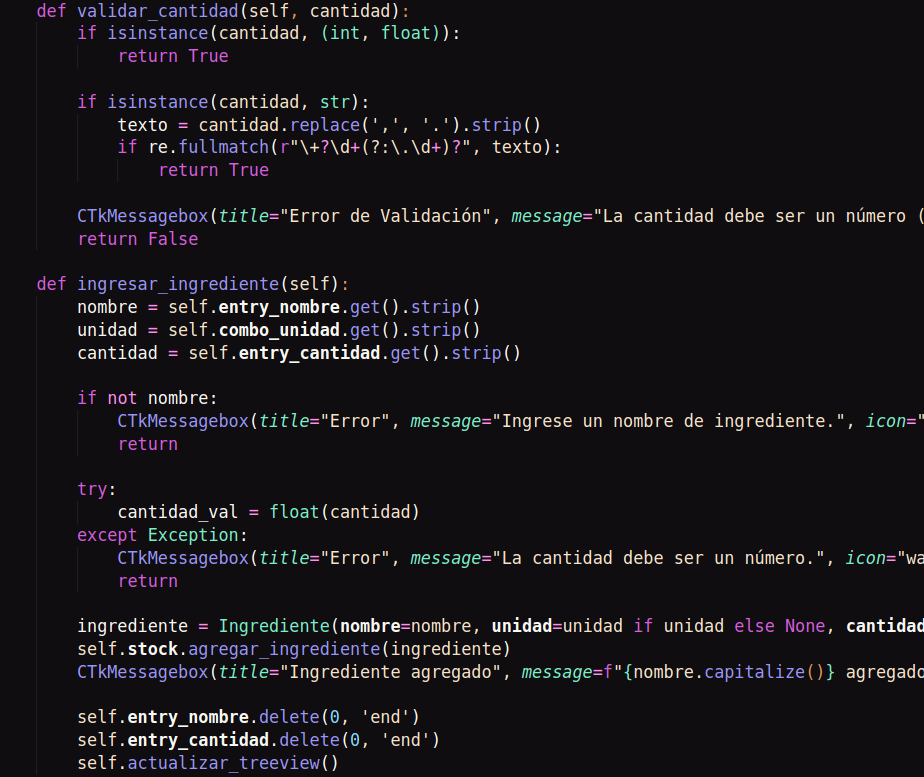 def validar_cantidad(self, cantidad):
if isinstance(cantidad, (int, float)):
return True
if isinstance(cantidad, str):
texto = cantidad.replace(',', '.').strip()
if re.fullmatch(r"\+?\d+(?:\.\d+)?", texto):
return True
CTkMessagebox(title="Error de Validación", message="La cantidad debe ser un número (
return False
def ingresar_ingrediente(self):
nombre = self.entry_nombre.get().strip()
unidad = self.combo_unidad.get().strip()
cantidad = self.entry_cantidad.get().strip()
if not nombre:
CTkMessagebox(title="Error", message="Ingrese un nombre de ingrediente.", icon="
return
try:
cantidad_val = float(cantidad)
except Exception:
CTkMessagebox(title="Error", message="La cantidad debe ser un número.", icon="wa
return
ingrediente = Ingrediente(nombre=nombre, unidad=unidad if unidad else None, cantidad
self.stock.agregar_ingrediente(ingrediente)
CTkMessagebox(title="Ingrediente agregado", message=f"{nombre.capitalize()} agregado
self.entry_nombre.delete(0, 'end')
self.entry_cantidad.delete(0, 'end')
self.actualizar_treeview()